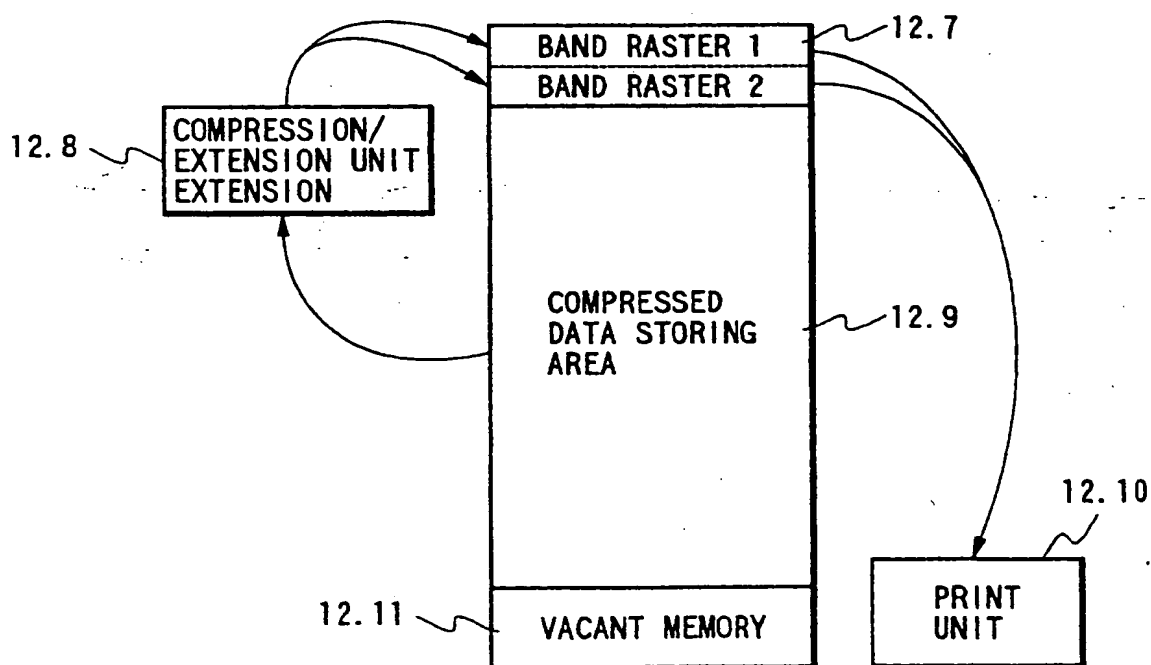 12.7
BAND RASTER 1
BAND RASTER 2
12.8
COMPRESSION/
EXTENSION UNIT
EXTENSION
COMPRESSED
DATA STORING
AREA
12.9
12.10
12.11
VACANT MEMORY
PRINT
UNIT